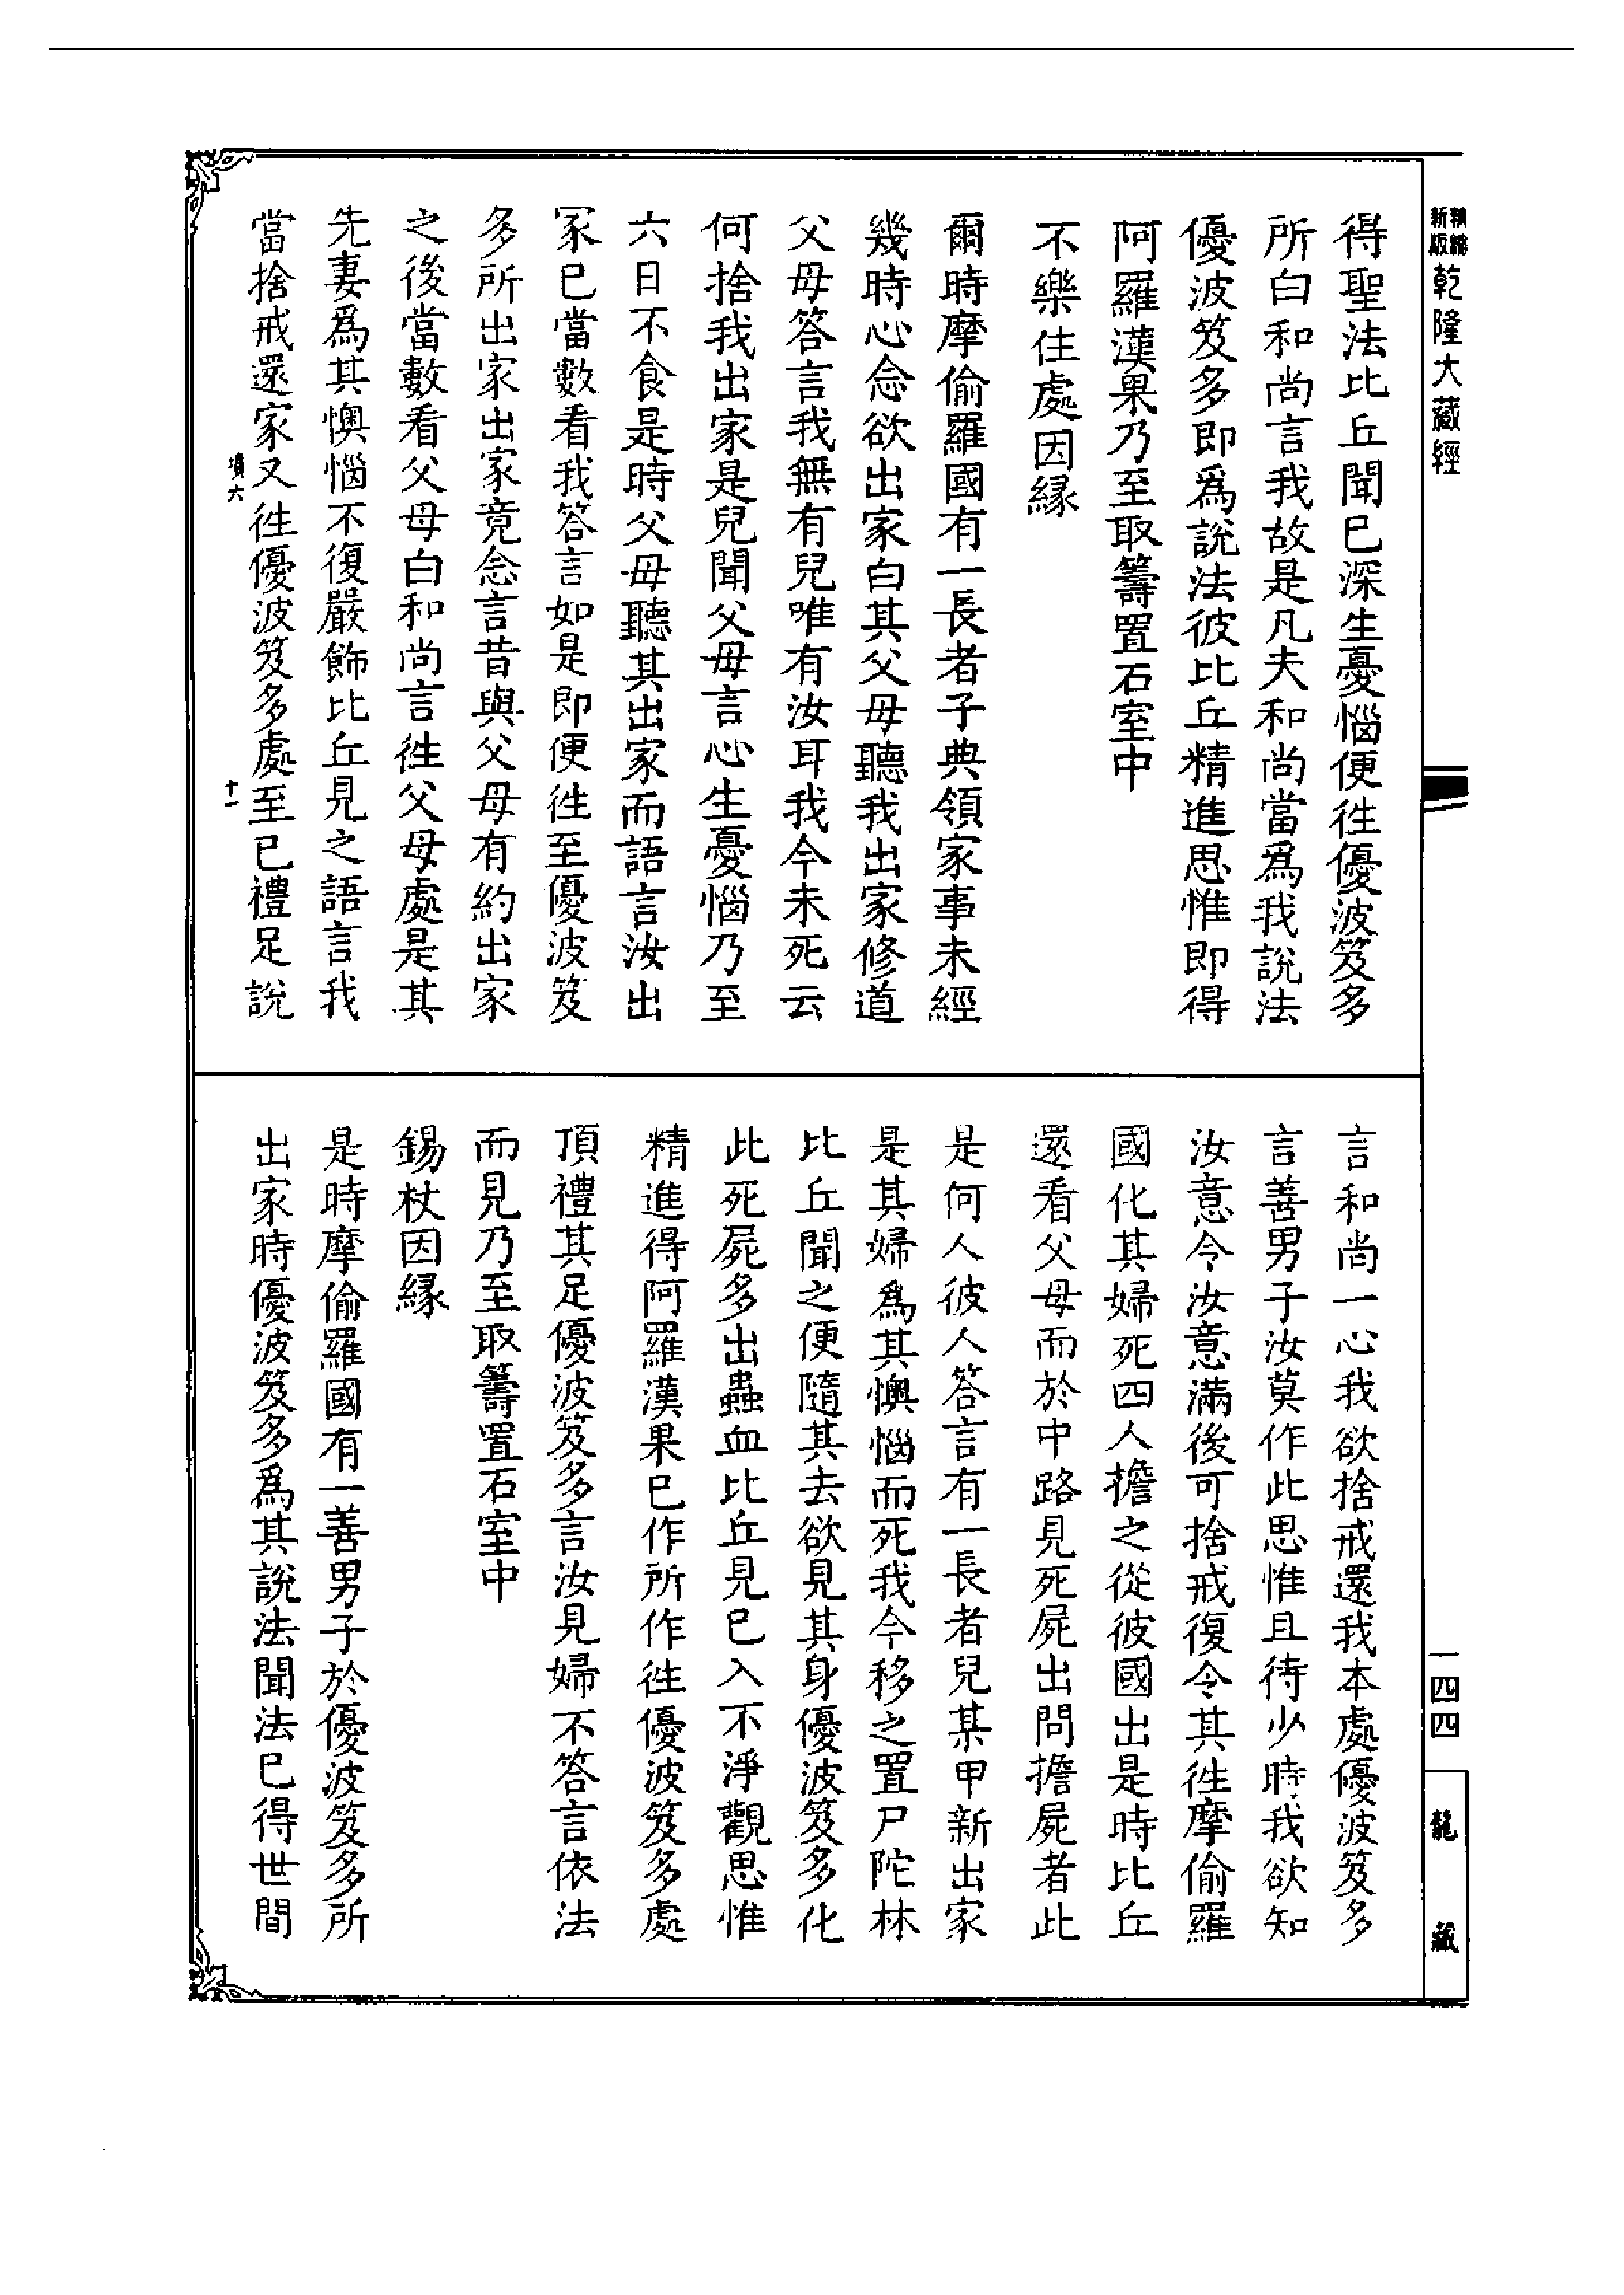 新版
乾隆大藏經
得聖法比丘聞已深生憂惱便徃優波笈多
所白和尚言我故是凡夫和尚當爲我說法
優波笈多即爲說法彼比丘精進思惟即得
阿羅漢果乃至取籌置石室中
不樂住處因緣
爾時摩偷羅國有一長者子典領家事未經
幾時心念欲出家白其父母聽我出家修道
父母答言我無有兒唯有汝耳我今未死云
何捨我出家是兒聞父母言心生憂惱乃至
六日不食是時父母聽其出家而語言汝出
家已當數看我答言如是即便徃至優波笈
多所出家出家竟念言昔與父母有約出家
之後當數看父母白和尚言徃父母處是其
先妻爲其懊惱不復嚴飾比丘見之語言我
當捨戒還家又徃優波笈多處至已禮足說
墳六
十一
言和尚一心我欲捨戒還我本處優波笈多
言善男子汝莫作此思惟且待少時我欲知
汝意令汝意滿後可捨戒復令其徃摩偷羅
國化其婦死四人擔之從彼國出是時比丘
還看父母而於中路見死屍出問擔屍者此
是何人彼人答言有一長者兒某甲新出家
是其婦爲其懊惱而死我今移之置尸陀林
比丘聞之便隨其去欲見其身優波笈多化
此死屍多出蟲血比丘見已入不淨觀思惟
精進得阿羅漢果已作所作徃優波笈多處
頂禮其足優波笈多言汝見婦不答言依法
而見乃至取籌置石室中
錫杖因緣
是時摩偷羅國有一善男子於優波笈多所
出家時優波笈多爲其說法聞法已得世間
一四四
龍藏